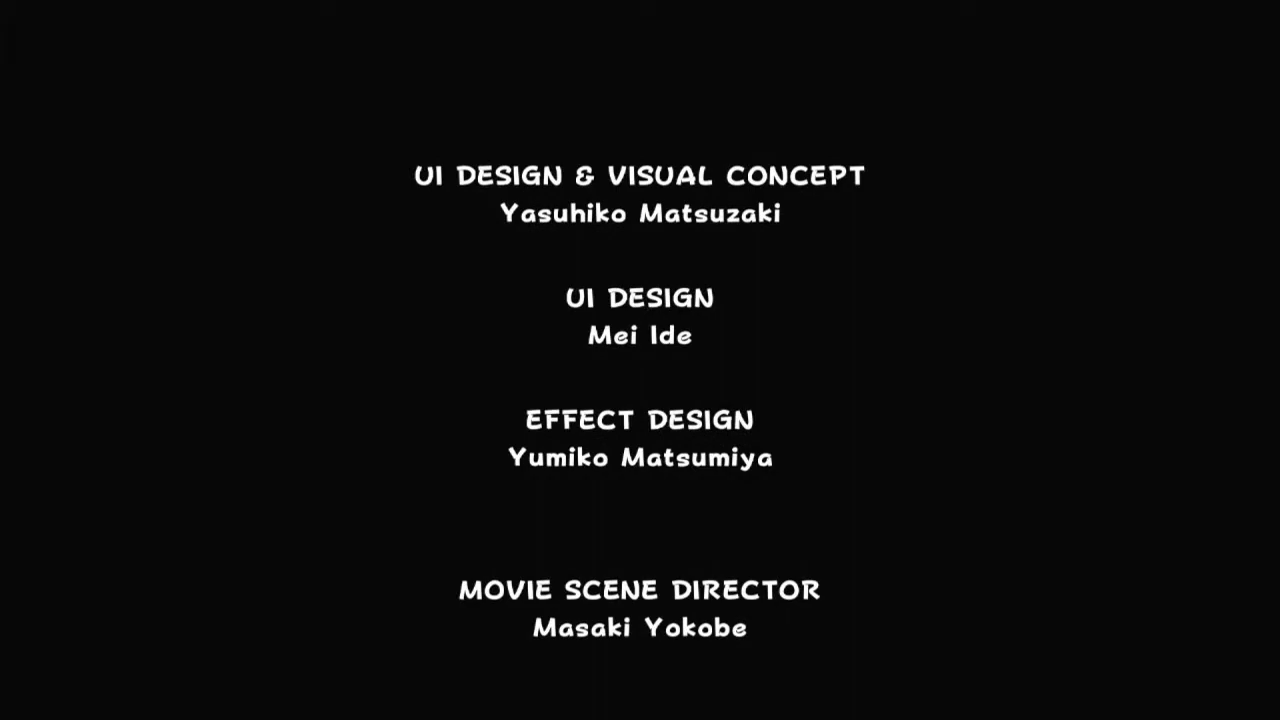 UI DESIGN & VISUAL CONCEPT
Yasuhiko Matsuzaki
UI DESIGN
Mei Ide
EFFECT DESIGN
Yumiko Matsumiya
MOVIE SCENE DIRECTOR
Masaki Yokobe